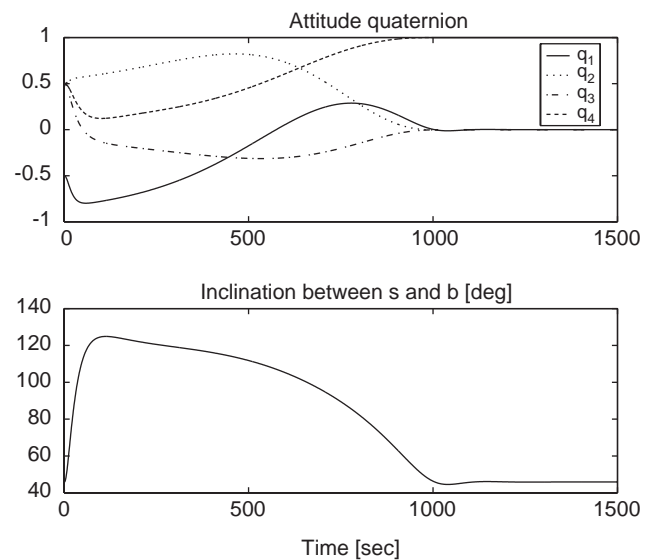 Attitude quaternion
1
0.5
0
-0.5
-1
q1
q2
q3
q4
0 500 1000 1500
Inclination between s and b [deg]
140
120
100
80
60
40
0 500 1000 1500
Time [sec]